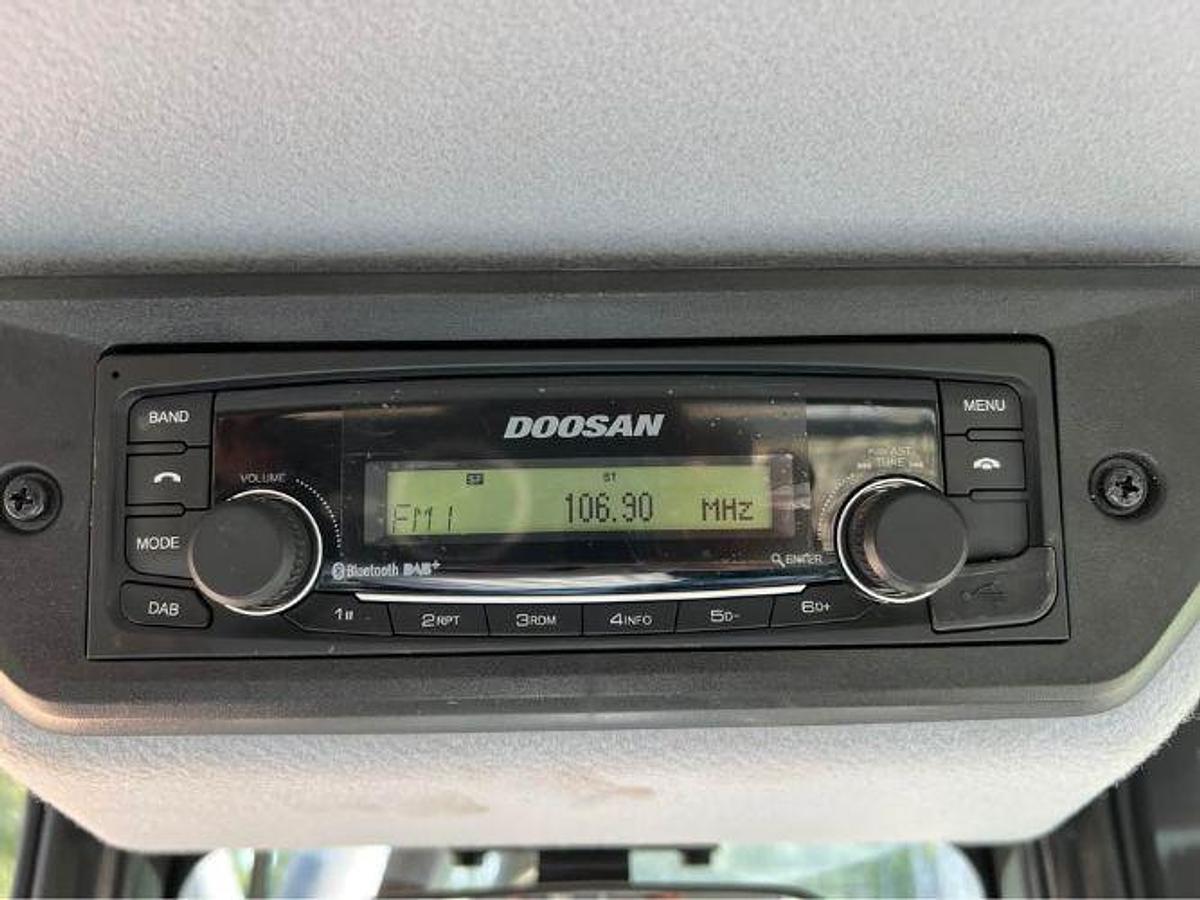 BAND
MENU
DOOSAN
VOLUME
TUNE
ST
FM1 106.90 MHz
MODE
Bluetooth DAB+
ENTER
DAB
1 2RPT 3RDM 4INFO 5D- 6D+